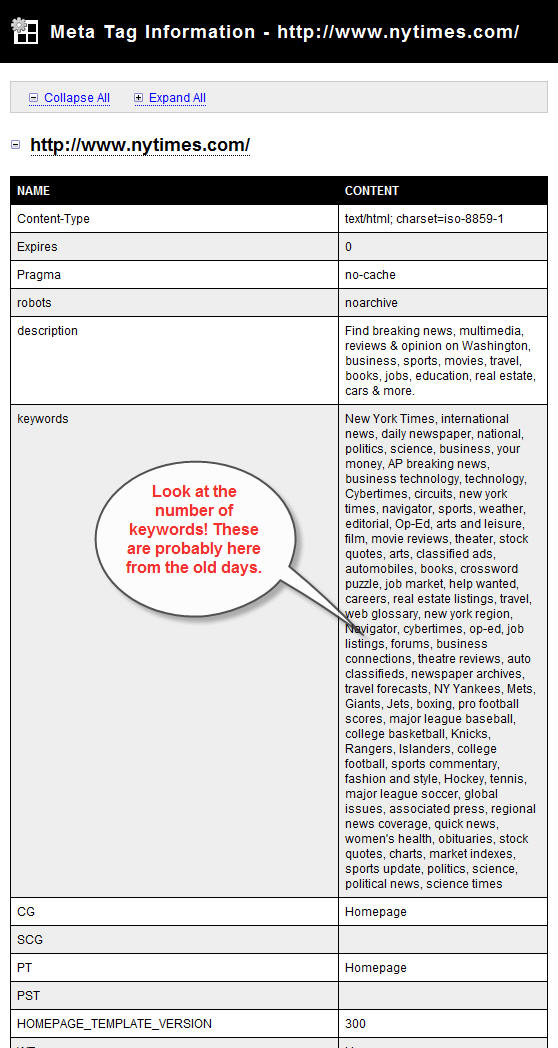 Meta Tag Information - http://www.nytimes.com/
Collapse All Expand All
http://www.nytimes.com/
NAME CONTENT
Content-Type text/html; charset=iso-8859-1
Expires 0
Pragma no-cache
robots noarchive
description Find breaking news, multimedia,
reviews & opinion on Washington,
business, sports, movies, travel,
books, jobs, education, real estate,
cars & more.
keywords New York Times, international
news, daily newspaper, national,
politics, science, business, your
money, AP breaking news,
business technology, technology,
Cybertimes, circuits, new york
times, navigator, sports, weather,
editorial, Op-Ed, arts and leisure,
film, movie reviews, theater, stock
quotes, arts, classified ads,
automobiles, books, crossword
puzzle, job market, help wanted,
careers, real estate listings, travel,
web glossary, new york region,
Navigator, cybertimes, op-ed, job
listings, forums, business
connections, theatre reviews, auto
classifieds, newspaper archives,
travel forecasts, NY Yankees, Mets,
Giants, Jets, boxing, pro football
scores, major league baseball,
college basketball, Knicks,
Rangers, Islanders, college
football, sports commentary,
fashion and style, Hockey, tennis,
major league soccer, global
issues, associated press, regional
news coverage, quick news,
women's health, obituaries, stock
quotes, charts, market indexes,
sports update, politics, science,
political news, science times
Look at the
number of
keywords! These
are probably here
from the old days.
CG Homepage
SCG
PT Homepage
PST
HOMEPAGE_TEMPLATE_VERSION 300